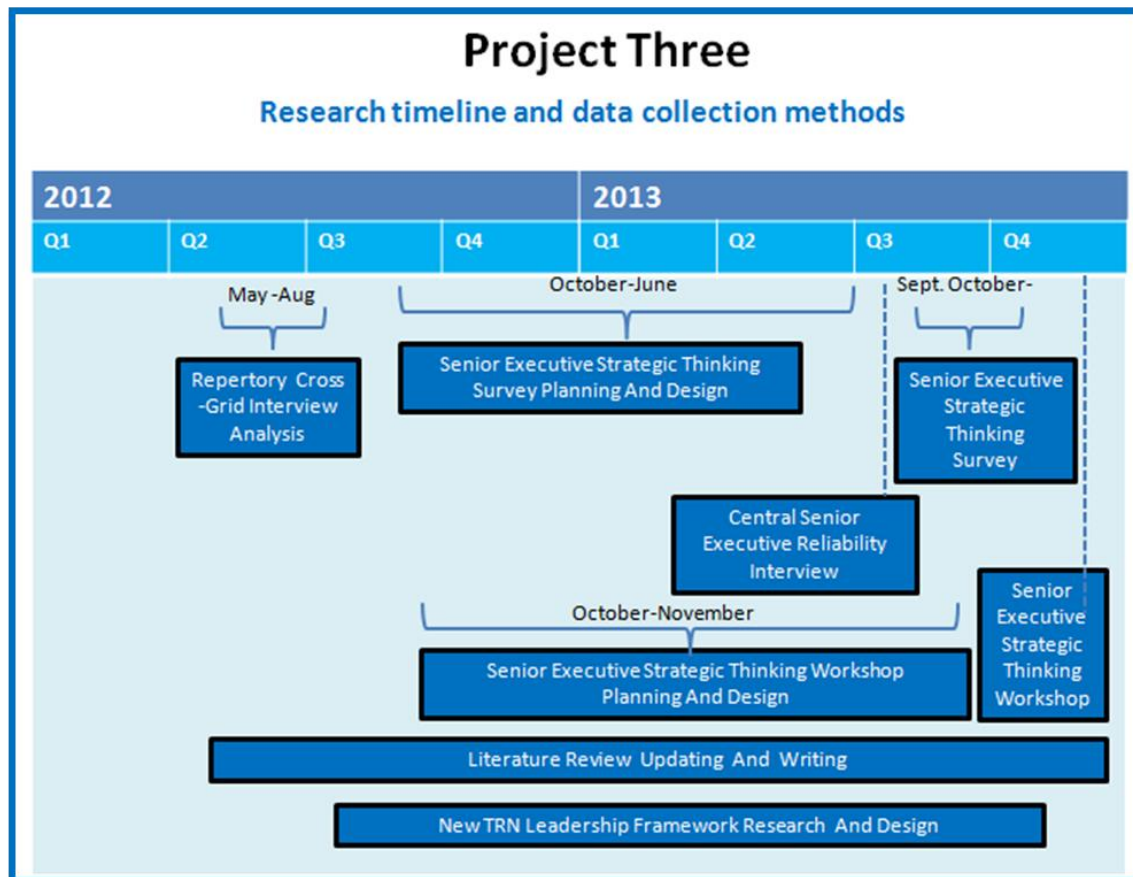 Project Three
Research timeline and data collection methods
2012
2013
Q1
Q2
Q3
Q4
Q1
Q2
Q3
Q4
May -Aug
October-June
Sept. October-
Repertory Cross
-Grid Interview
Analysis
Senior Executive Strategic Thinking
Survey Planning And Design
Senior Executive
Strategic
Thinking
Survey
Central Senior
Executive Reliability
Interview
October-November
Senior Executive Strategic Thinking Workshop
Planning And Design
Senior
Executive
Strategic
Thinking
Workshop
Literature Review Updating And Writing
New TRN Leadership Framework Research And Design